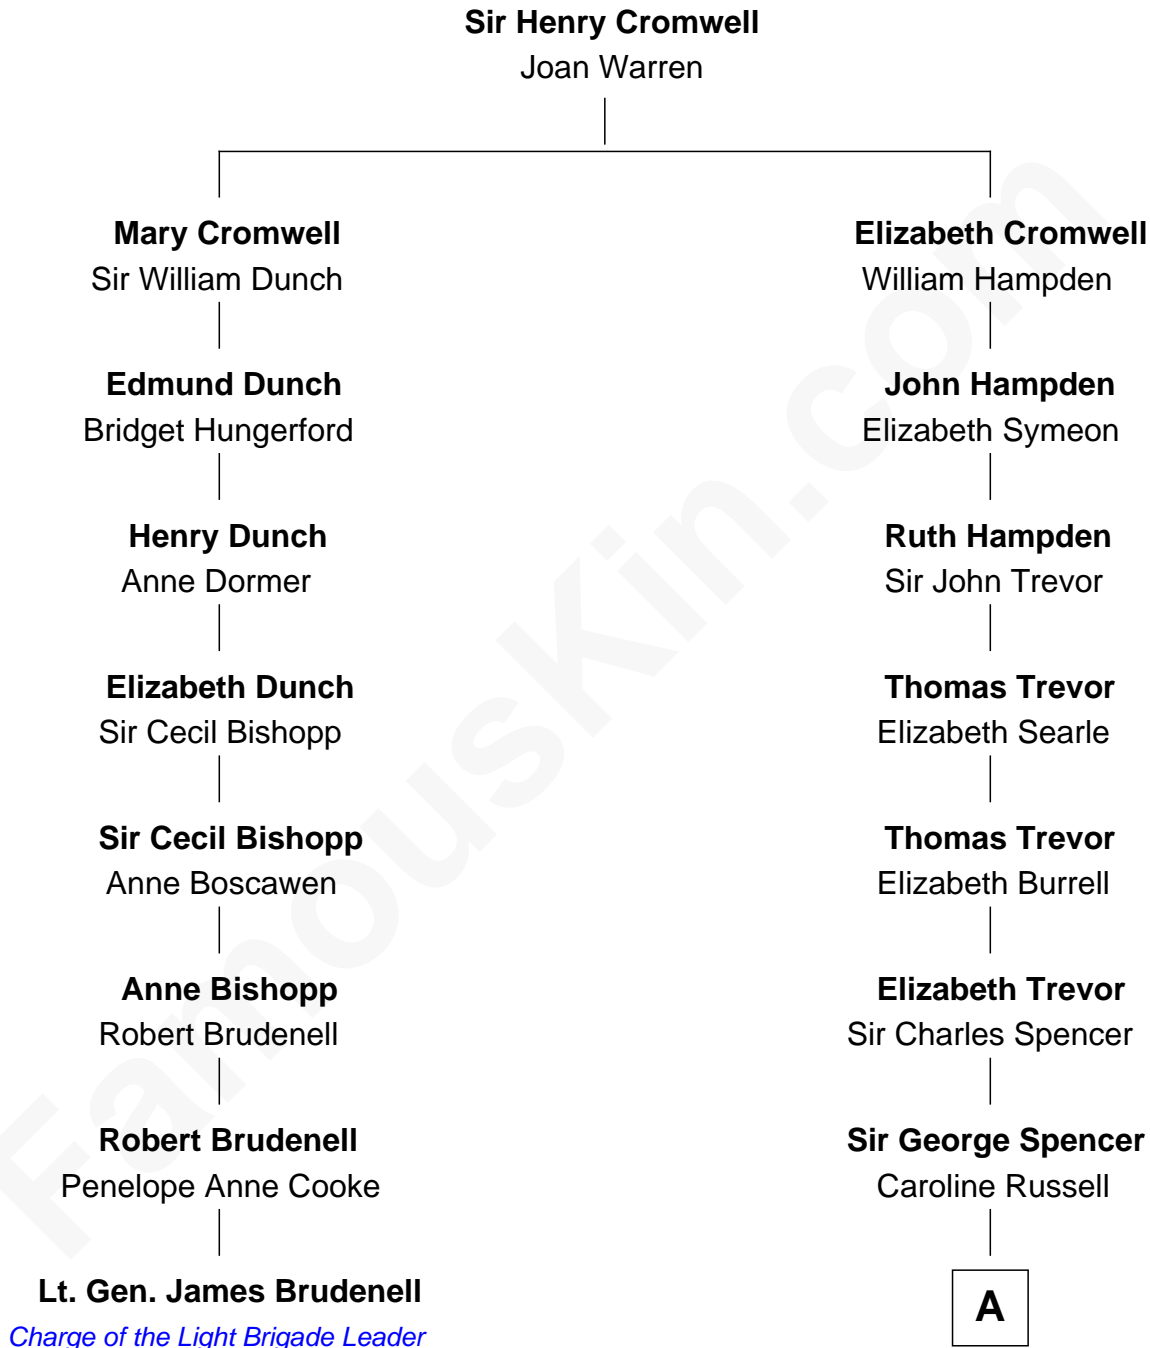 Sir Henry Cromwell
Joan Warren
Mary Cromwell
Sir William Dunch
Elizabeth Cromwell
William Hampden
Edmund Dunch
Bridget Hungerford
John Hampden
Elizabeth Symeon
Henry Dunch
Anne Dormer
Ruth Hampden
Sir John Trevor
Elizabeth Dunch
Sir Cecil Bishopp
Thomas Trevor
Elizabeth Searle
Sir Cecil Bishopp
Anne Boscawen
Thomas Trevor
Elizabeth Burrell
Anne Bishopp
Robert Brudenell
Elizabeth Trevor
Sir Charles Spencer
Robert Brudenell
Penelope Anne Cooke
Sir George Spencer
Caroline Russell
Lt. Gen. James Brudenell
Charge of the Light Brigade Leader
A
FamousKin.com